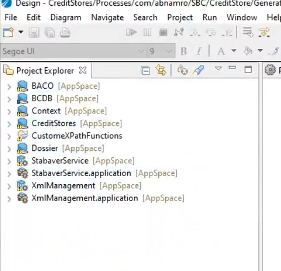 Design - CreditStores/Processes/com/abnamro/SBC/CreditStore/Genera
File Edit Diagram Navigate Search Project Run Window Help
Segoe UI 9 B I A
Project Explorer
BACO [AppSpace]
BCDB [AppSpace]
Context [AppSpace]
CreditStores [AppSpace]
CustomeXPathFunctions
Dossier [AppSpace]
StabaverService [AppSpace]
StabaverService.application [AppSpace]
XmlManagement [AppSpace]
XmlManagement.application [AppSpace]